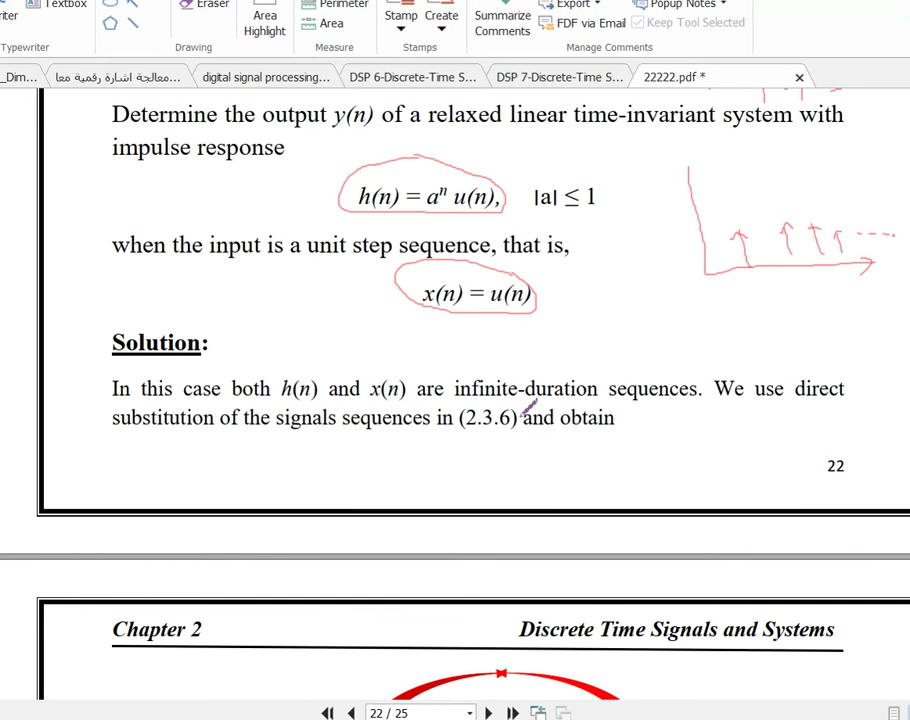 Textbox
Eraser
Perimeter
Export
Popup Notes
Area
Highlight
Area
Stamp
Create
Summarize
Comments
FDF via Email
Keep Tool Selected
Typewriter
Drawing
Measure
Stamps
Manage Comments
_Dim...
معالجة اشارة رقمية معا...
digital signal processing...
DSP 6-Discrete-Time S...
DSP 7-Discrete-Time S...
22222.pdf *
Determine the output y(n) of a relaxed linear time-invariant system with
impulse response
h(n) = aⁿ u(n), |a| ≤ 1
when the input is a unit step sequence, that is,
x(n) = u(n)
Solution:
In this case both h(n) and x(n) are infinite-duration sequences. We use direct
substitution of the signals sequences in (2.3.6) and obtain
22
Chapter 2
Discrete Time Signals and Systems
22 / 25